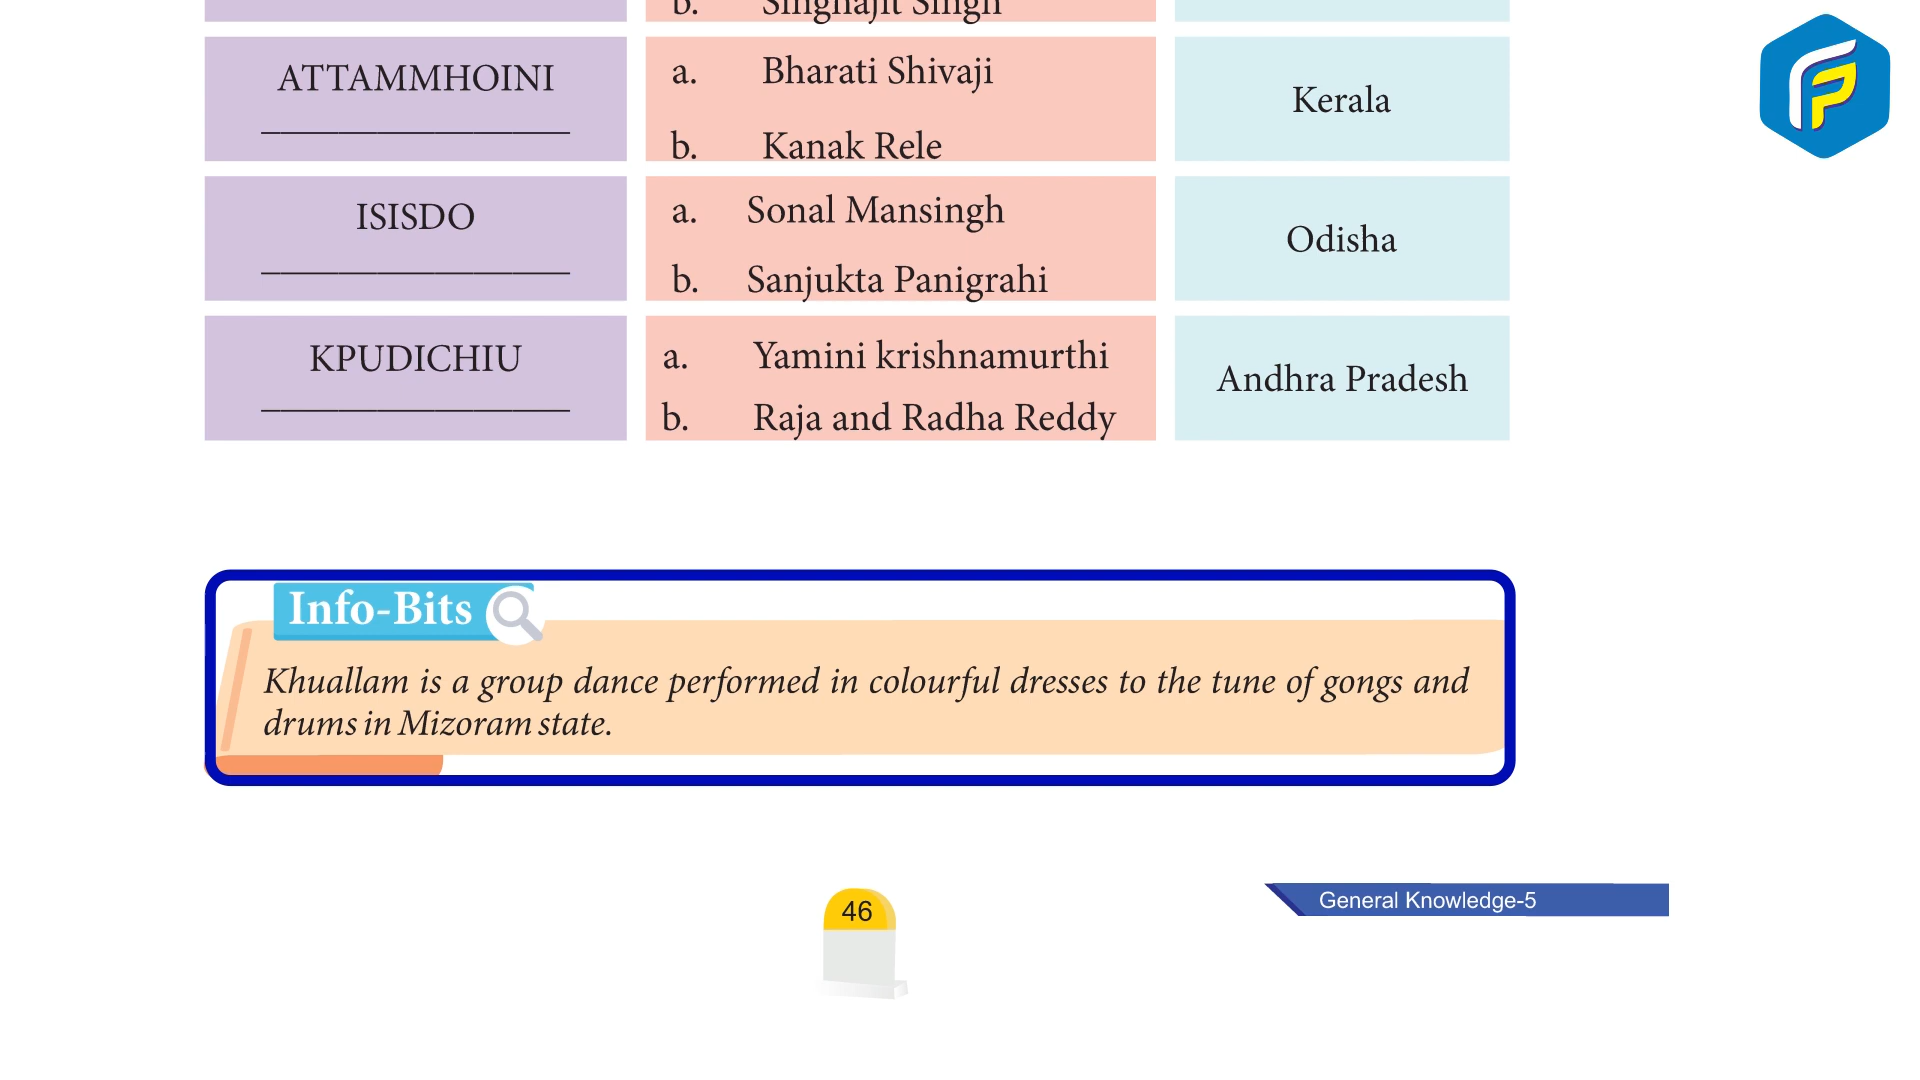 b. Singhajit Singh
ATTAMMHOINI
a. Bharati Shivaji
b. Kanak Rele
Kerala
ISISDO
a. Sonal Mansingh
b. Sanjukta Panigrahi
Odisha
KPUDICHIU
a. Yamini krishnamurthi
b. Raja and Radha Reddy
Andhra Pradesh
Info-Bits
Khuallam is a group dance performed in colourful dresses to the tune of gongs and
drums in Mizoram state.
46
General Knowledge-5